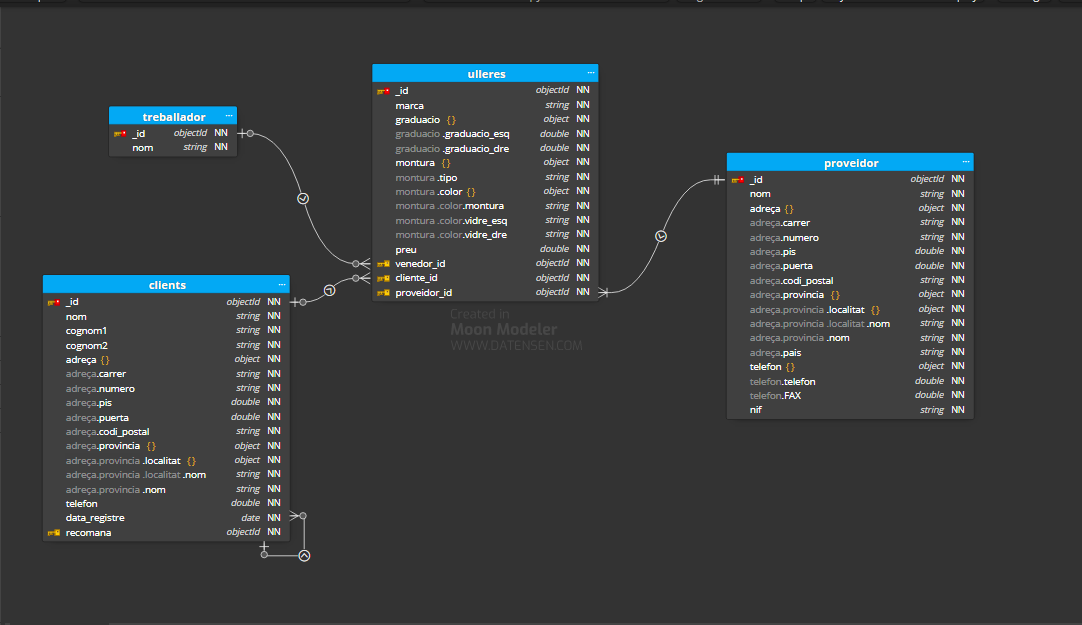 treballador ...
_id objectId NN
nom string NN
ulleres ...
_id objectId NN
marca string NN
graduacio {} object NN
graduacio .graduacio_esq double NN
graduacio .graduacio_dre double NN
montura {} object NN
montura .tipo string NN
montura .color {} object NN
montura .color.montura string NN
montura .color.vidre_esq string NN
montura .color.vidre_dre string NN
preu double NN
venedor_id objectId NN
cliente_id objectId NN
proveidor_id objectId NN
proveidor ...
_id objectId NN
nom string NN
adreça {} object NN
adreça.carrer string NN
adreça.numero string NN
adreça.pis double NN
adreça.puerta double NN
adreça.codi_postal string NN
adreça.provincia {} object NN
adreça.provincia .localitat {} object NN
adreça.provincia .localitat .nom string NN
adreça.provincia .nom string NN
adreça.pais string NN
telefon {} object NN
telefon.telefon double NN
telefon.FAX double NN
nif string NN
clients ...
_id objectId NN
nom string NN
cognom1 string NN
cognom2 string NN
adreça {} object NN
adreça.carrer string NN
adreça.numero string NN
adreça.pis double NN
adreça.puerta double NN
adreça.codi_postal string NN
adreça.provincia {} object NN
adreça.provincia .localitat {} object NN
adreça.provincia .localitat .nom string NN
adreça.provincia .nom string NN
telefon double NN
data_registre date NN
recomana objectId NN
Created in
Moon Modeler
WWW.DATENSEN.COM